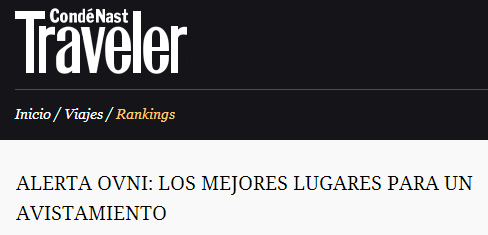 CondéNast
Traveler
Inicio / Viajes / Rankings
ALERTA OVNI: LOS MEJORES LUGARES PARA UN
AVISTAMIENTO